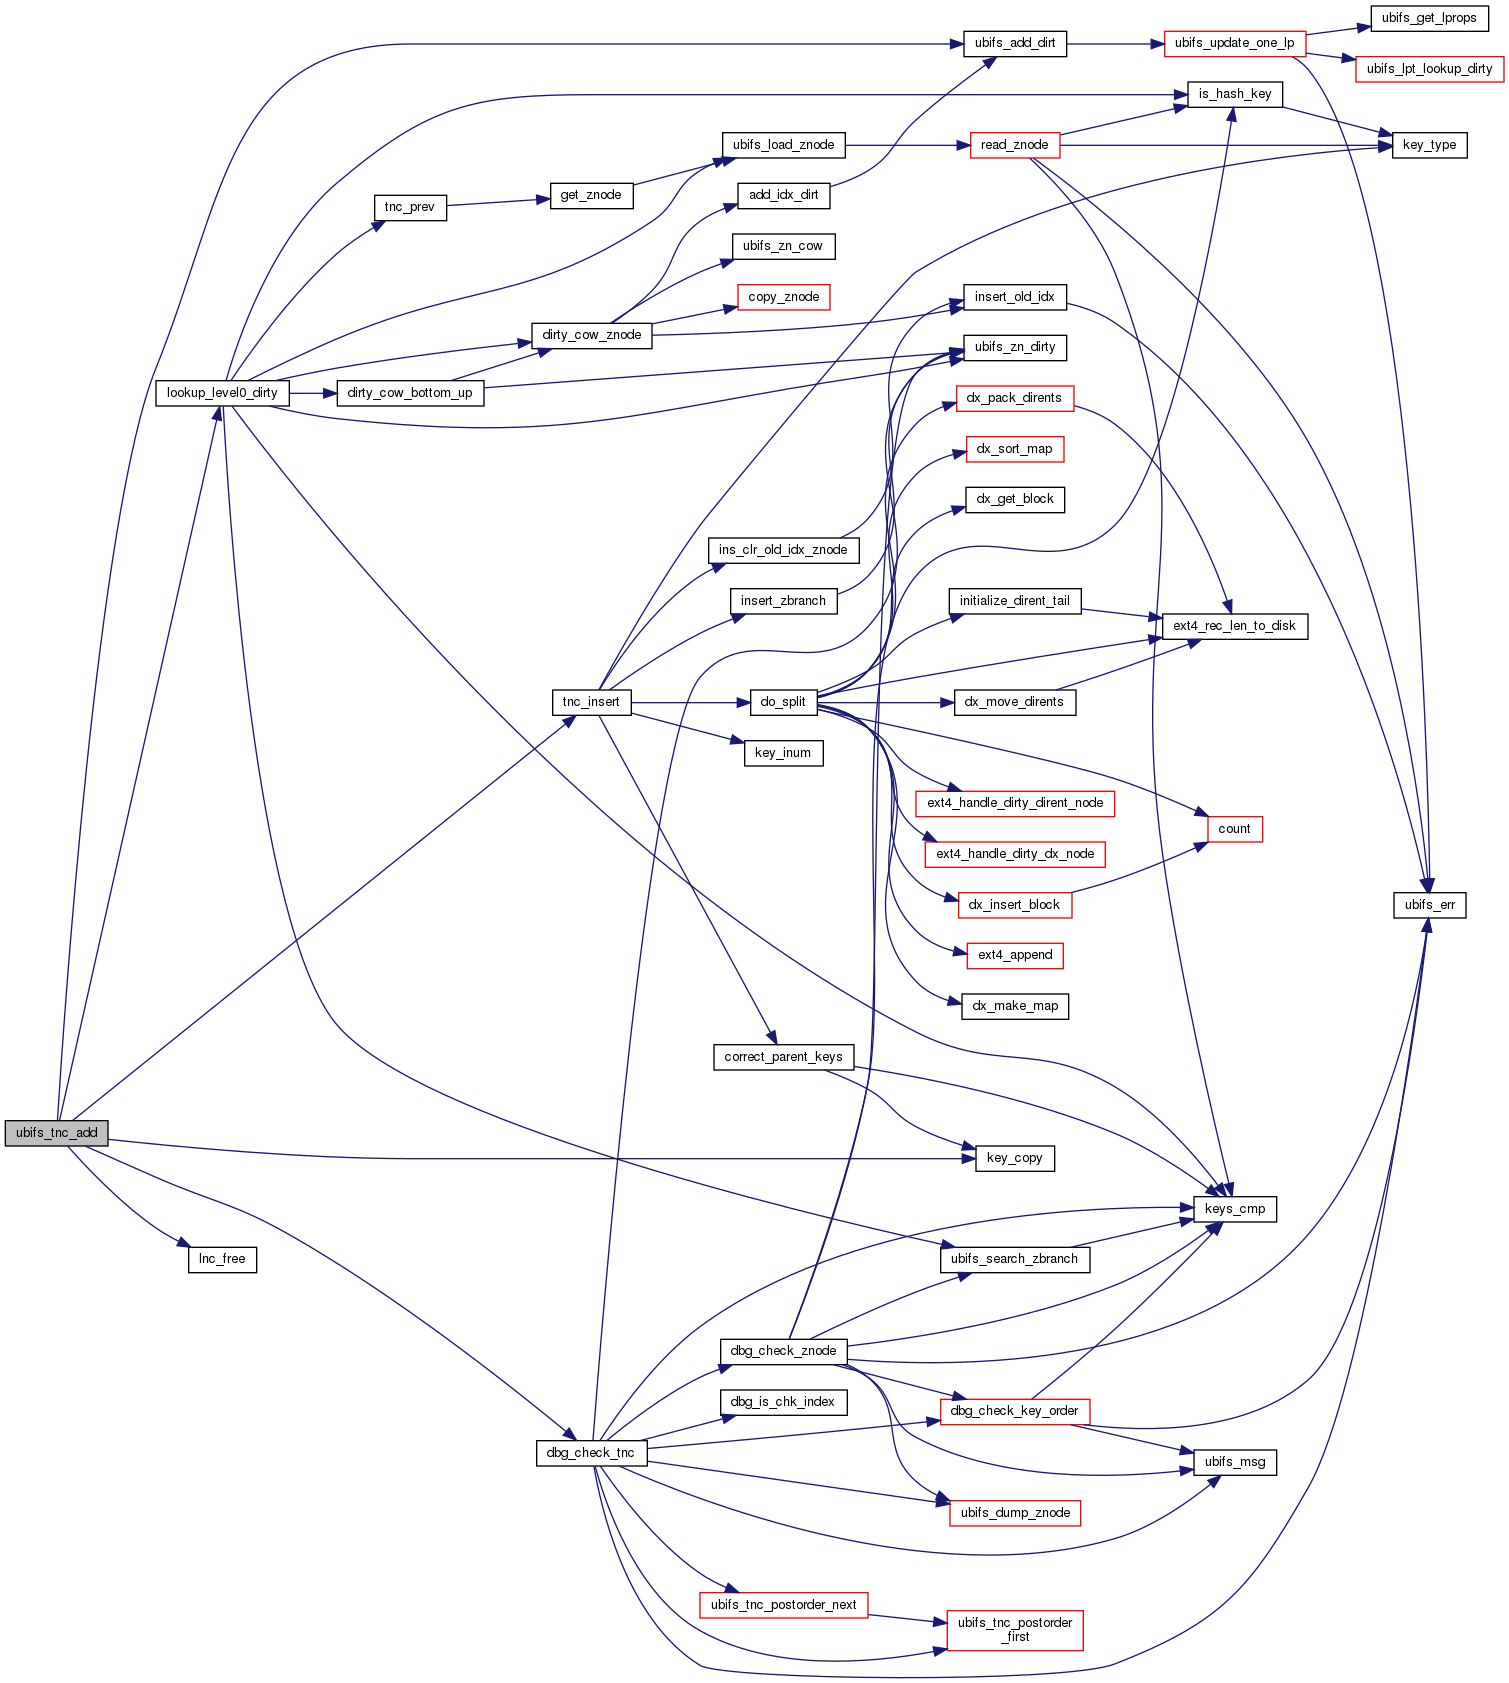 ubifs_get_lprops
ubifs_add_dirt
ubifs_update_one_lp
ubifs_lpt_lookup_dirty
is_hash_key
ubifs_load_znode
read_znode
key_type
tnc_prev
get_znode
add_idx_dirt
ubifs_zn_cow
copy_znode
insert_old_idx
dirty_cow_znode
ubifs_zn_dirty
lookup_level0_dirty
dirty_cow_bottom_up
dx_pack_dirents
dx_sort_map
dx_get_block
ins_clr_old_idx_znode
insert_zbranch
initialize_dirent_tail
ext4_rec_len_to_disk
tnc_insert
do_split
dx_move_dirents
key_inum
ext4_handle_dirty_dirent_node
count
ext4_handle_dirty_dx_node
dx_insert_block
ubifs_err
ext4_append
dx_make_map
correct_parent_keys
ubifs_tnc_add
key_copy
keys_cmp
lnc_free
ubifs_search_zbranch
dbg_check_znode
dbg_is_chk_index
dbg_check_key_order
dbg_check_tnc
ubifs_msg
ubifs_dump_znode
ubifs_tnc_postorder_next
ubifs_tnc_postorder
_first